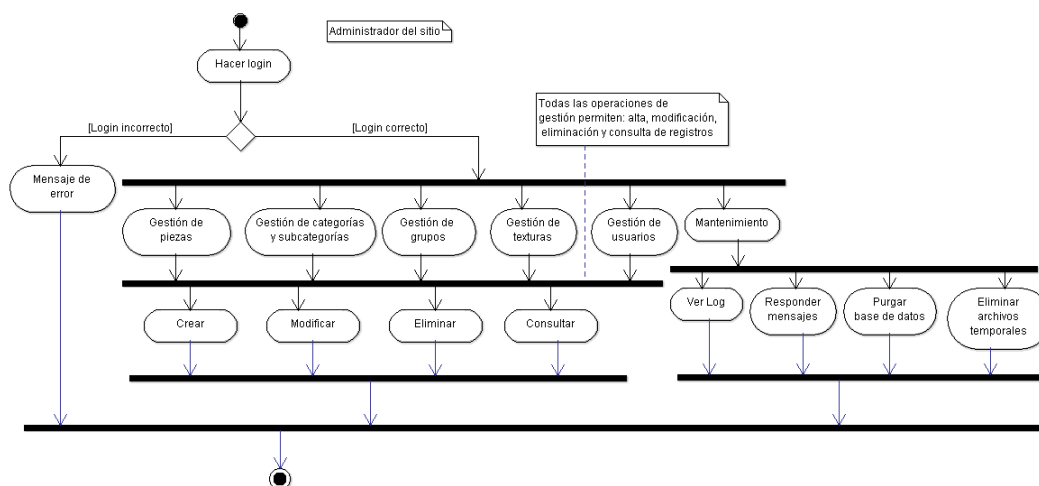 Administrador del sitio
Hacer login
Todas las operaciones de
gestión permiten: alta, modificación,
eliminación y consulta de registros
[Login incorrecto]
[Login correcto]
Mensaje de
error
Gestión de
piezas
Gestión de categorías
y subcategorías
Gestión de
grupos
Gestión de
texturas
Gestión de
usuarios
Mantenimiento
Crear
Modificar
Eliminar
Consultar
Ver Log
Responder
mensajes
Purgar
base de datos
Eliminar
archivos
temporales